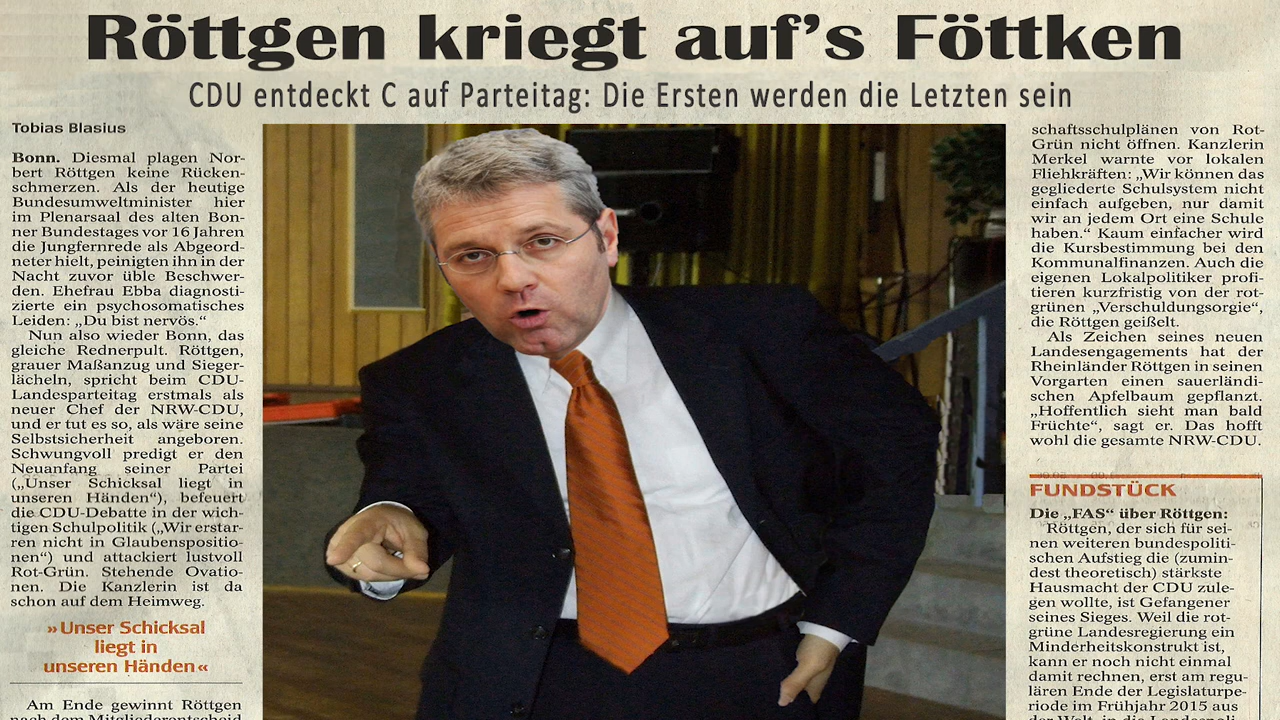 Röttgen kriegt auf’s Föttken
CDU entdeckt C auf Parteitag: Die Ersten werden die Letzten sein
Tobias Blasius
Bonn. Diesmal plagen Nor-
bert Röttgen keine Rücken-
schmerzen. Als der heutige
Bundesumweltminister hier
im Plenarsaal des alten Bon-
ner Bundestages vor 16 Jahren
die Jungfernrede als Abgeord-
neter hielt, peinigten ihn in der
Nacht zuvor üble Beschwer-
den. Ehefrau Ebba diagnosti-
zierte ein psychosomatisches
Leiden: „Du bist nervös.“
Nun also wieder Bonn, das
gleiche Rednerpult. Röttgen,
grauer Maßanzug und Sieger-
lächeln, spricht beim CDU-
Landesparteitag erstmals als
neuer Chef der NRW-CDU,
und er tut es so, als wäre seine
Selbstsicherheit angeboren.
Schwungvoll predigt er den
Neuanfang seiner Partei
(„Unser Schicksal liegt in
unseren Händen“), befeuert
die CDU-Debatte in der wich-
tigen Schulpolitik („Wir erstar-
ren nicht in Glaubenspositio-
nen“) und attackiert lustvoll
Rot-Grün. Stehende Ovatio-
nen. Die Kanzlerin ist da
schon auf dem Heimweg.
»Unser Schicksal
liegt in
unseren Händen«
Am Ende gewinnt Röttgen
nach dem Mitgliederentscheid
schaftsschulplänen von Rot-
Grün nicht öffnen. Kanzlerin
Merkel warnte vor lokalen
Fliehkräften: „Wir können das
gegliederte Schulsystem nicht
einfach aufgeben, nur damit
wir an jedem Ort eine Schule
haben.“ Kaum einfacher wird
die Kursbestimmung bei den
Kommunalfinanzen. Auch die
eigenen Lokalpolitiker profi-
tieren kurzfristig von der rot-
grünen „Verschuldungsorgie“,
die Röttgen geißelt.
Als Zeichen seines neuen
Landesengagements hat der
Rheinländer Röttgen in seinen
Vorgarten einen sauerländi-
schen Apfelbaum gepflanzt.
„Hoffentlich sieht man bald
Früchte“, sagt er. Das hofft
wohl die gesamte NRW-CDU.
FUNDSTÜCK
Die „FAS“ über Röttgen:
Röttgen, der sich für sei-
nen weiteren bundespoliti-
schen Aufstieg die (zumin-
dest theoretisch) stärkste
Hausmacht der CDU zule-
gen wollte, ist Gefangener
seines Sieges. Weil die rot-
grüne Landesregierung ein
Minderheitskonstrukt ist,
kann er noch nicht einmal
damit rechnen, erst am regu-
lären Ende der Legislaturpe-
riode im Frühjahr 2015 aus